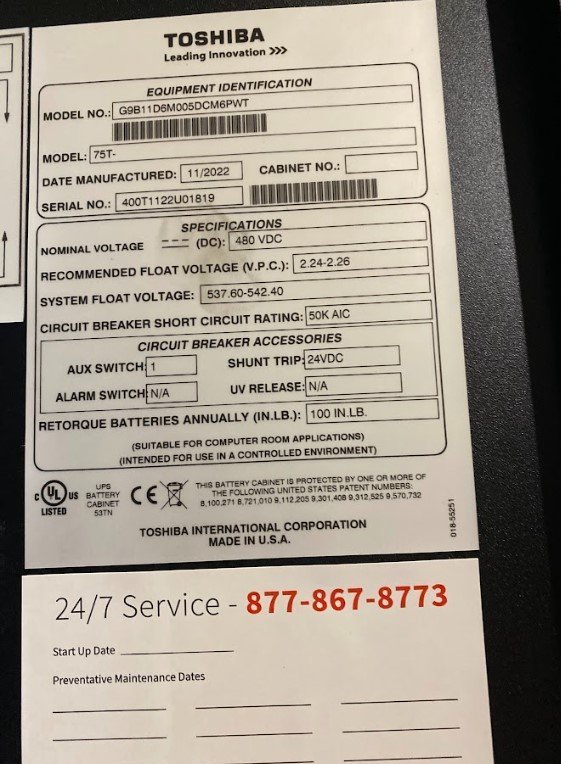 TOSHIBA
Leading Innovation >>>
EQUIPMENT IDENTIFICATION
MODEL NO.: G9B11D6M005DCM6PWT
MODEL: 75T-
DATE MANUFACTURED: 11/2022 CABINET NO.:
SERIAL NO.: 400T1122U01819
SPECIFICATIONS
NOMINAL VOLTAGE (DC): 480 VDC
RECOMMENDED FLOAT VOLTAGE (V.P.C.): 2.24-2.26
SYSTEM FLOAT VOLTAGE: 537.60-542.40
CIRCUIT BREAKER SHORT CIRCUIT RATING: 50K AIC
CIRCUIT BREAKER ACCESSORIES
AUX SWITCH: 1 SHUNT TRIP: 24VDC
ALARM SWITCH: N/A UV RELEASE: N/A
RETORQUE BATTERIES ANNUALLY (IN.LB.): 100 IN.LB.
(SUITABLE FOR COMPUTER ROOM APPLICATIONS)
(INTENDED FOR USE IN A CONTROLLED ENVIRONMENT)
c UL US
LISTED
UPS
BATTERY
CABINET
53TN
CE
THIS BATTERY CABINET IS PROTECTED BY ONE OR MORE OF
THE FOLLOWING UNITED STATES PATENT NUMBERS:
8,100,271 8,721,010 9,112,205 9,301,408 9,312,525 9,570,732
TOSHIBA INTERNATIONAL CORPORATION
MADE IN U.S.A.
018-55251
24/7 Service - 877-867-8773
Start Up Date
Preventative Maintenance Dates